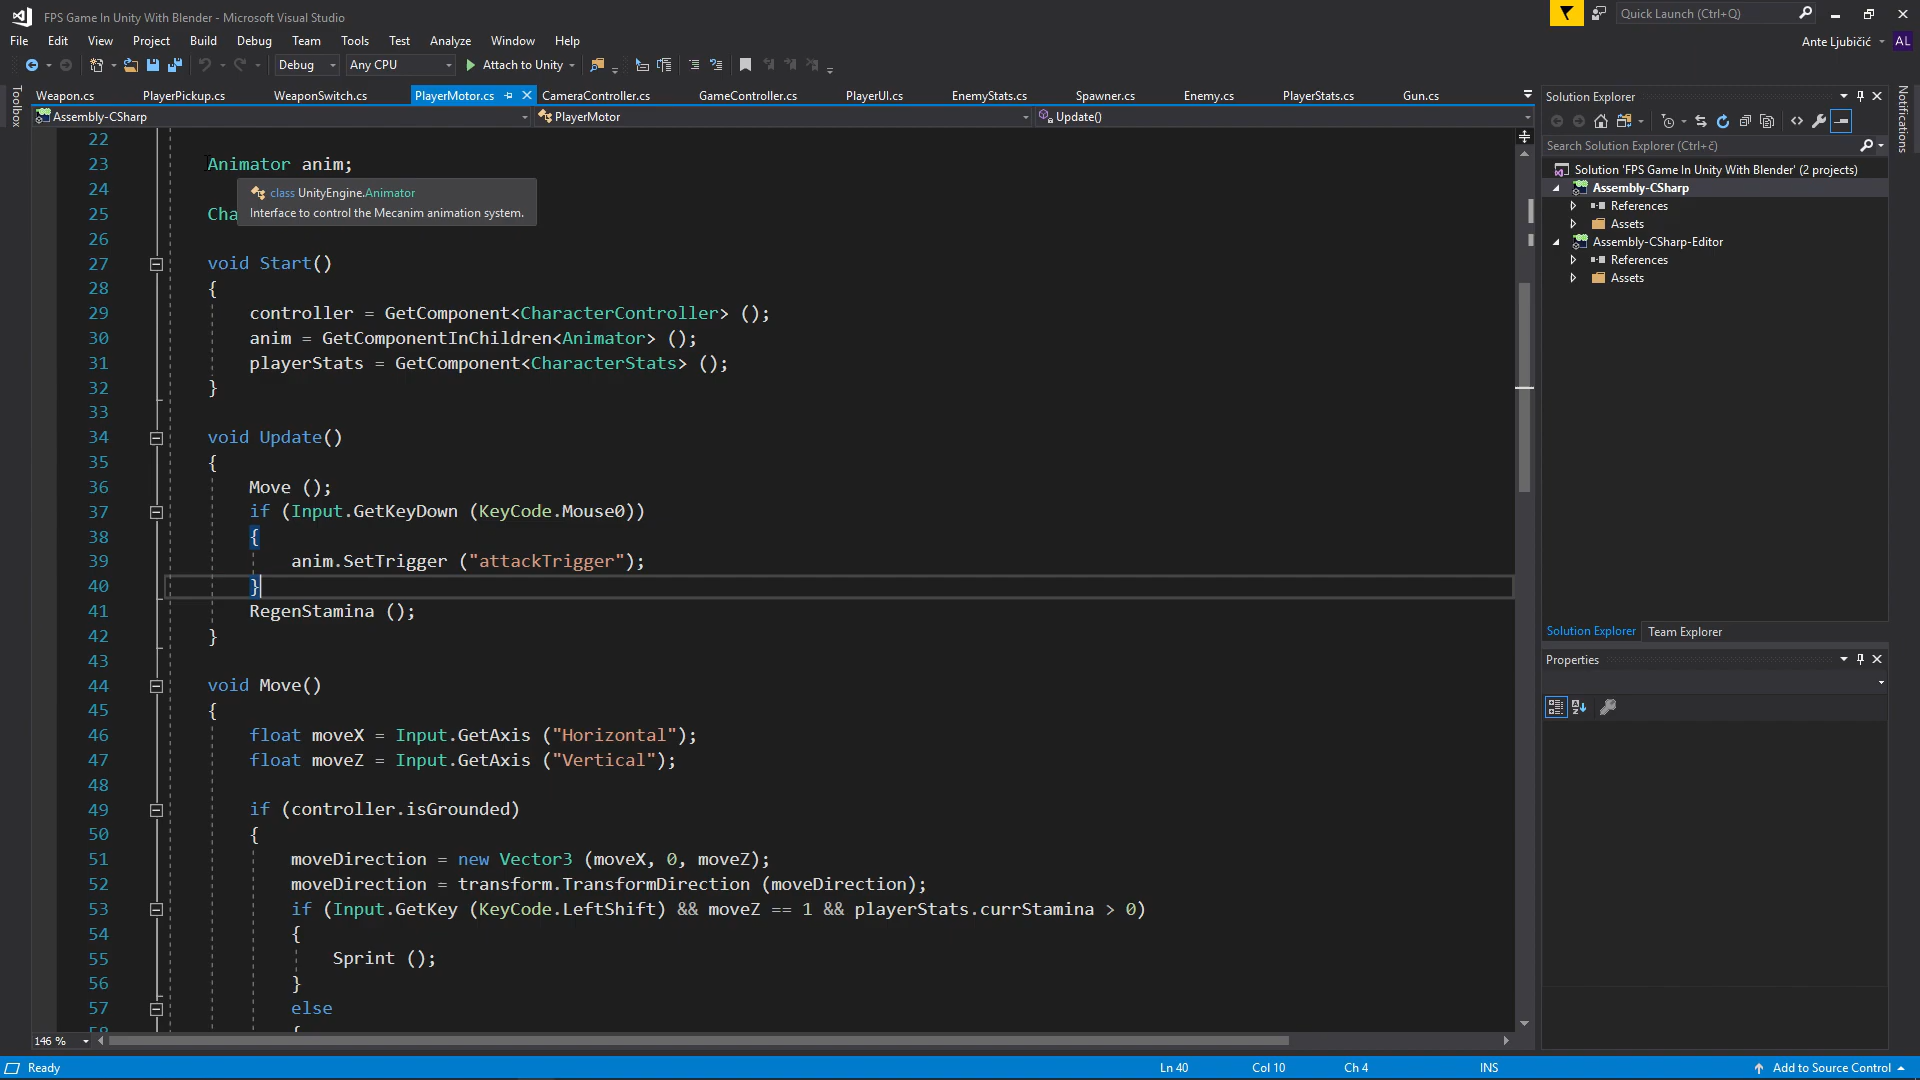 FPS Game In Unity With Blender - Microsoft Visual Studio
Quick Launch (Ctrl+Q)
File Edit View Project Build Debug Team Tools Test Analyze Window Help
Ante Ljubičić AL
Debug Any CPU Attach to Unity
Toolbox
Weapon.cs PlayerPickup.cs WeaponSwitch.cs PlayerMotor.cs CameraController.cs GameController.cs PlayerUI.cs EnemyStats.cs Spawner.cs Enemy.cs PlayerStats.cs Gun.cs
Assembly-CSharp PlayerMotor Update()
22
23 Animator anim;
24
class UnityEngine.Animator
Interface to control the Mecanim animation system.
25 Cha
26
27 void Start()
28 {
29 controller = GetComponent<CharacterController> ();
30 anim = GetComponentInChildren<Animator> ();
31 playerStats = GetComponent<CharacterStats> ();
32 }
33
34 void Update()
35 {
36 Move ();
37 if (Input.GetKeyDown (KeyCode.Mouse0))
38 {
39 anim.SetTrigger ("attackTrigger");
40 }
41 RegenStamina ();
42 }
43
44 void Move()
45 {
46 float moveX = Input.GetAxis ("Horizontal");
47 float moveZ = Input.GetAxis ("Vertical");
48
49 if (controller.isGrounded)
50 {
51 moveDirection = new Vector3 (moveX, 0, moveZ);
52 moveDirection = transform.TransformDirection (moveDirection);
53 if (Input.GetKey (KeyCode.LeftShift) && moveZ == 1 && playerStats.currStamina > 0)
54 {
55 Sprint ();
56 }
57 else
58 {
146 %
Solution Explorer
Search Solution Explorer (Ctrl+ć)
Solution 'FPS Game In Unity With Blender' (2 projects)
Assembly-CSharp
References
Assets
Assembly-CSharp-Editor
References
Assets
Solution Explorer Team Explorer
Properties
Notifications
Ready Ln 40 Col 10 Ch 4 INS Add to Source Control